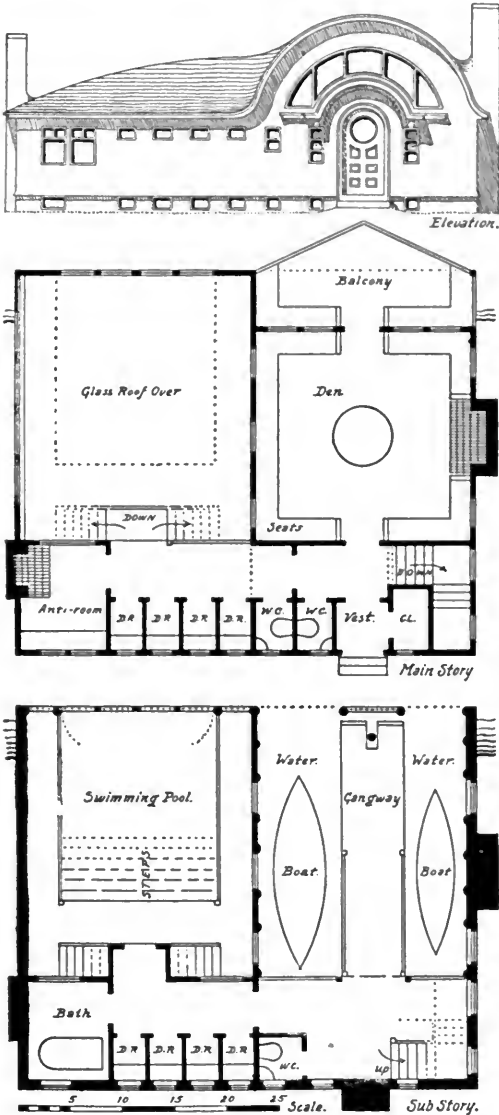 Elevation.
Balcony
Glass Roof Over
Den
DOWN
Seats
DOWN
Anti-room
D.R. D.R. D.R. D.R. W.C. W.C. Vest. CL.
Main Story
Water. Water.
Swimming Pool. Gangway
STEPS
Boat. Boat
Bath
D.R. D.R. D.R. D.R. W.C. up
5 10 15 20 25 Scale. Sub Story.